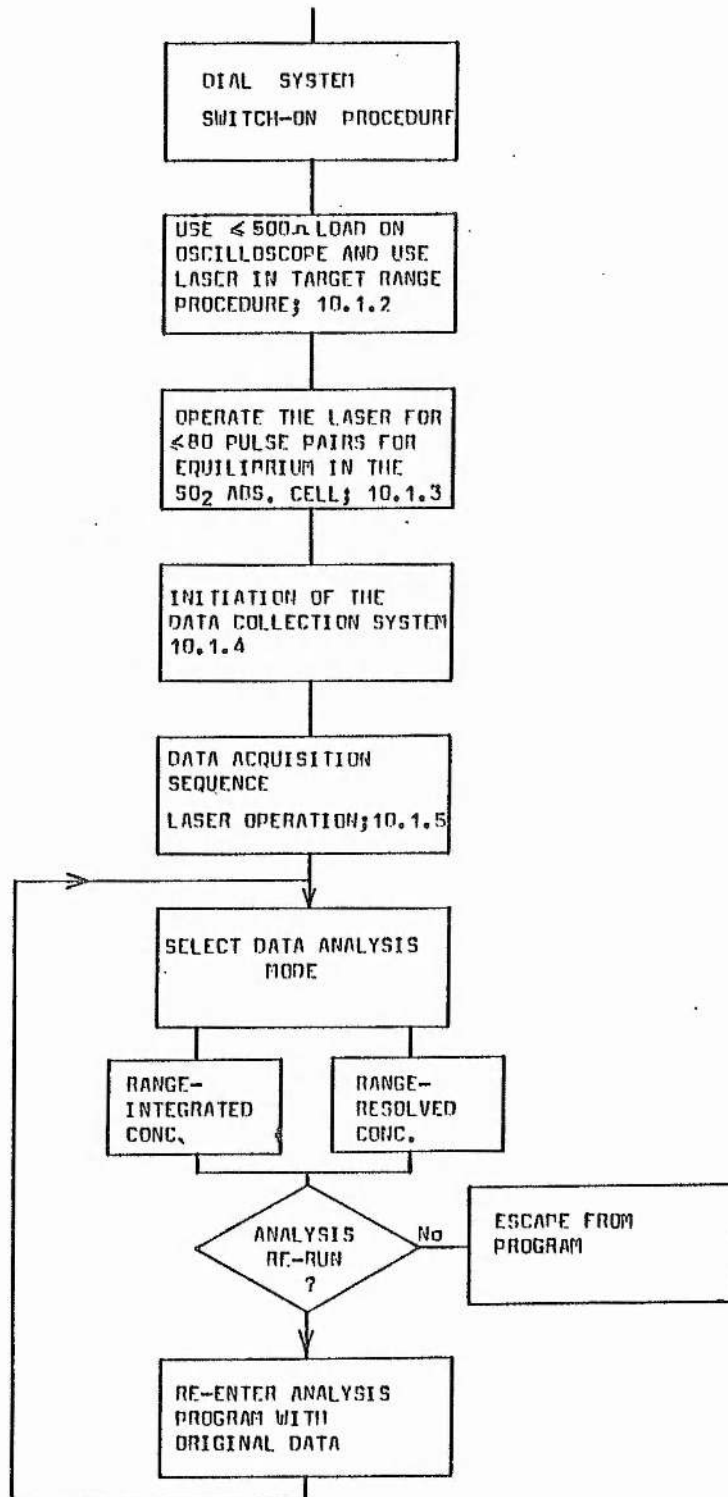 DIAL SYSTEM
SWITCH-ON PROCEDURE
USE ⩽500Ω LOAD ON
OSCILLOSCOPE AND USE
LASER IN TARGET RANGE
PROCEDURE; 10.1.2
OPERATE THE LASER FOR
⩽80 PULSE PAIRS FOR
EQUILIBRIUM IN THE
SO2 ABS. CELL; 10.1.3
INITIATION OF THE
DATA COLLECTION SYSTEM
10.1.4
DATA ACQUISITION
SEQUENCE
LASER OPERATION;10.1.5
SELECT DATA ANALYSIS
MODE
RANGE-
INTEGRATED
CONC.
RANGE-
RESOLVED
CONC.
ANALYSIS
RE-RUN
?
No
ESCAPE FROM
PROGRAM
RE-ENTER ANALYSIS
PROGRAM WITH
ORIGINAL DATA